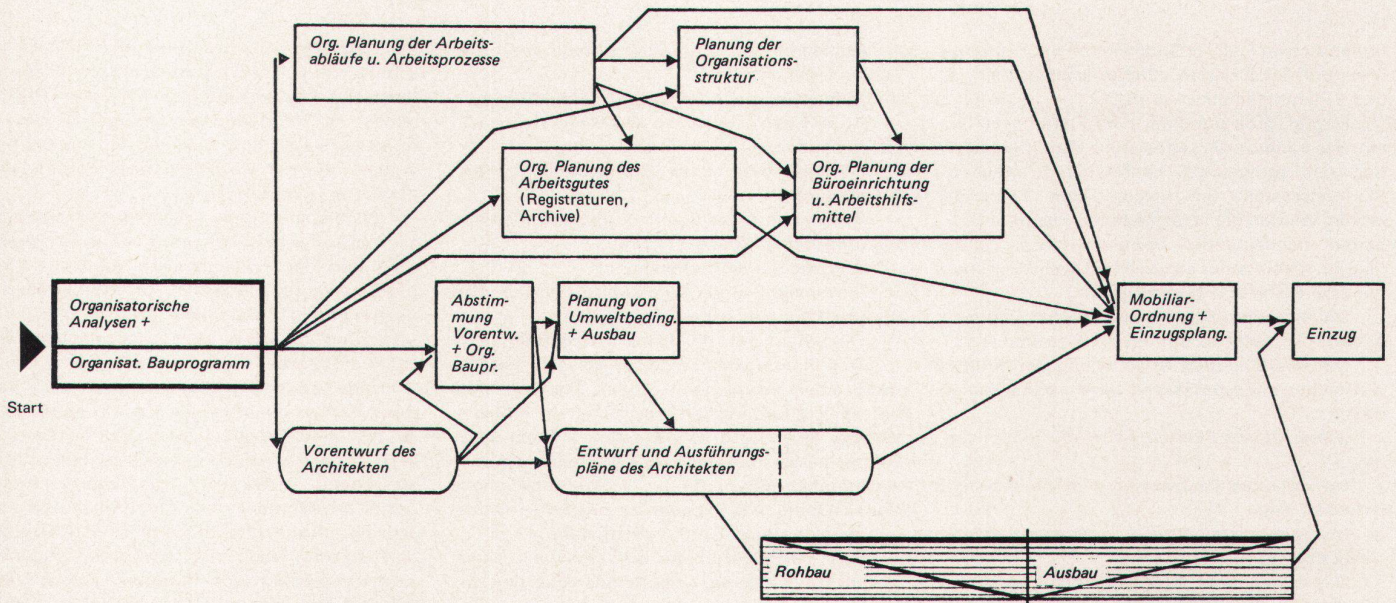 Org. Planung der Arbeits-
abläufe u. Arbeitsprozesse
Planung der
Organisations-
struktur
Org. Planung des
Arbeitsgutes
(Registraturen,
Archive)
Org. Planung der
Büroeinrichtung
u. Arbeitshilfs-
mittel
Organisatorische
Analysen +
Organisat. Bauprogramm
Start
Abstim-
mung
Vorentw.
+ Org.
Baupr.
Planung von
Umweltbeding.
+ Ausbau
Mobiliar-
Ordnung +
Einzugsplang.
Einzug
Vorentwurf des
Architekten
Entwurf und Ausführungs-
pläne des Architekten
Rohbau
Ausbau